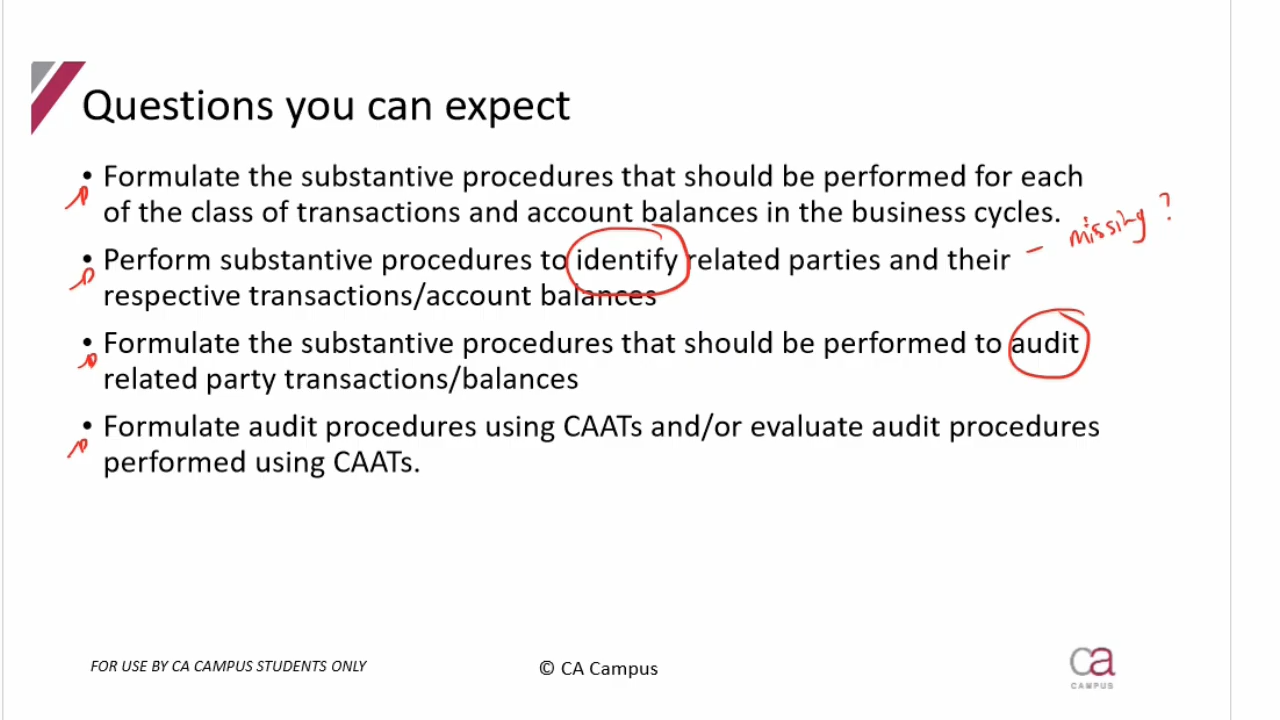 Questions you can expect
• Formulate the substantive procedures that should be performed for each
of the class of transactions and account balances in the business cycles.
• Perform substantive procedures to identify related parties and their - missing?
respective transactions/account balances
• Formulate the substantive procedures that should be performed to audit
related party transactions/balances
• Formulate audit procedures using CAATs and/or evaluate audit procedures
performed using CAATs.
FOR USE BY CA CAMPUS STUDENTS ONLY
© CA Campus
ca
CAMPUS